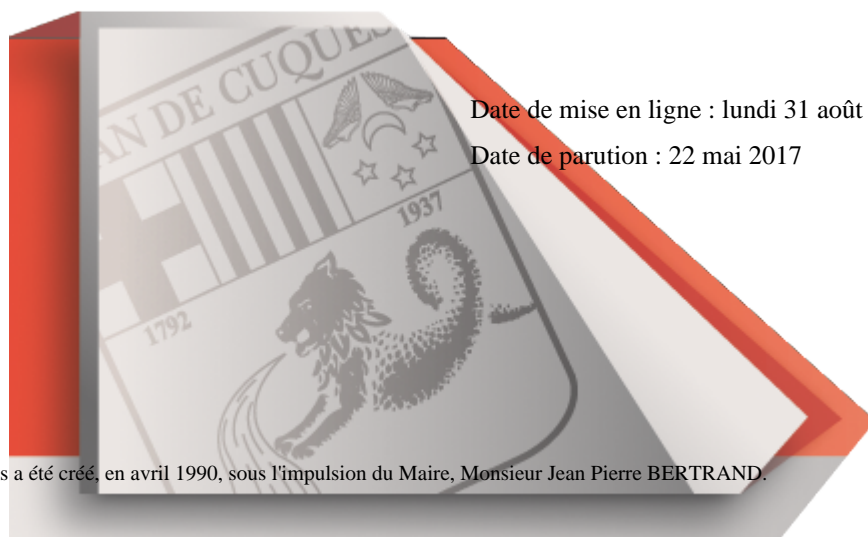 AN DE CUQUES
Date de mise en ligne : lundi 31 août
Date de parution : 22 mai 2017
1937
1792
s a été créé, en avril 1990, sous l'impulsion du Maire, Monsieur Jean Pierre BERTRAND.